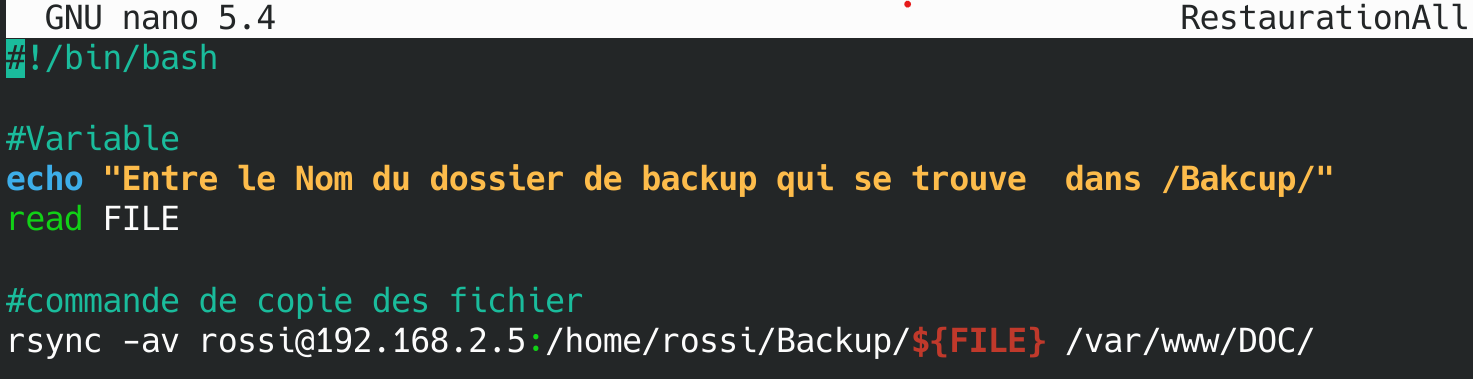 GNU nano 5.4 RestaurationAll
#!/bin/bash
#Variable
echo "Entre le Nom du dossier de backup qui se trouve  dans /Bakcup/"
read FILE
#commande de copie des fichier
rsync -av rossi@192.168.2.5:/home/rossi/Backup/${FILE} /var/www/DOC/